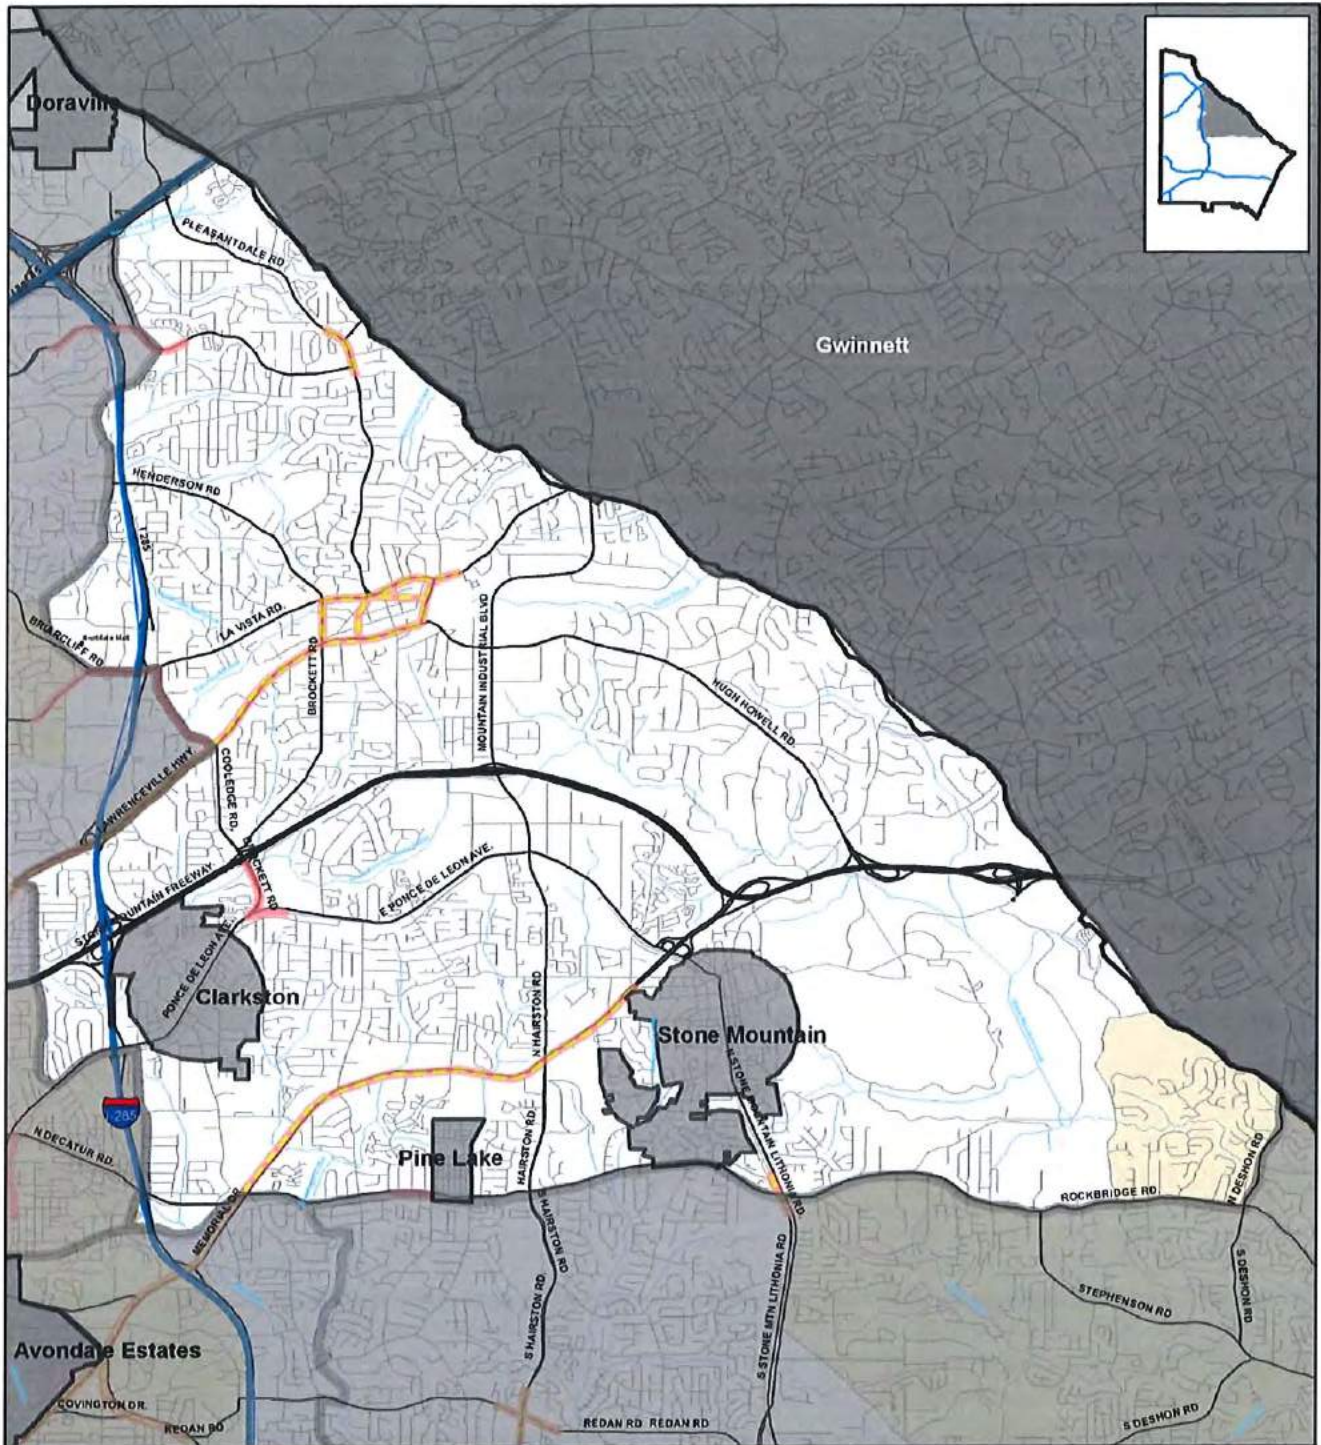 Doraville
PLEASANTDALE RD
Gwinnett
HENDERSON RD
I 285
LA VISTA RD.
BRIARCLIFF RD
BROCKETT RD
MOUNTAIN INDUSTRIAL BLVD
HUGH HOWELL RD.
LAWRENCEVILLE HWY.
COOLEDGE RD.
BROCKETT RD
STONE MOUNTAIN FREEWAY
E PONCE DE LEON AVE.
PONCE DE LEON AVE.
Clarkston
N HAIRSTON RD
Stone Mountain
N STONE MOUNTAIN LITHONIA RD.
I-285
N DECATUR RD.
Pine Lake
HAIRSTON RD.
MEMORIAL DR
ROCKBRIDGE RD.
N DESHON RD
S HAIRSTON RD
S HAIRSTON RD.
S STONE MTN LITHONIA RD
STEPHENSON RD
S DESHON RD
Avondale Estates
COVINGTON DR.
REDAN RD
REDAN RD REDAN RD
S DESHON RD